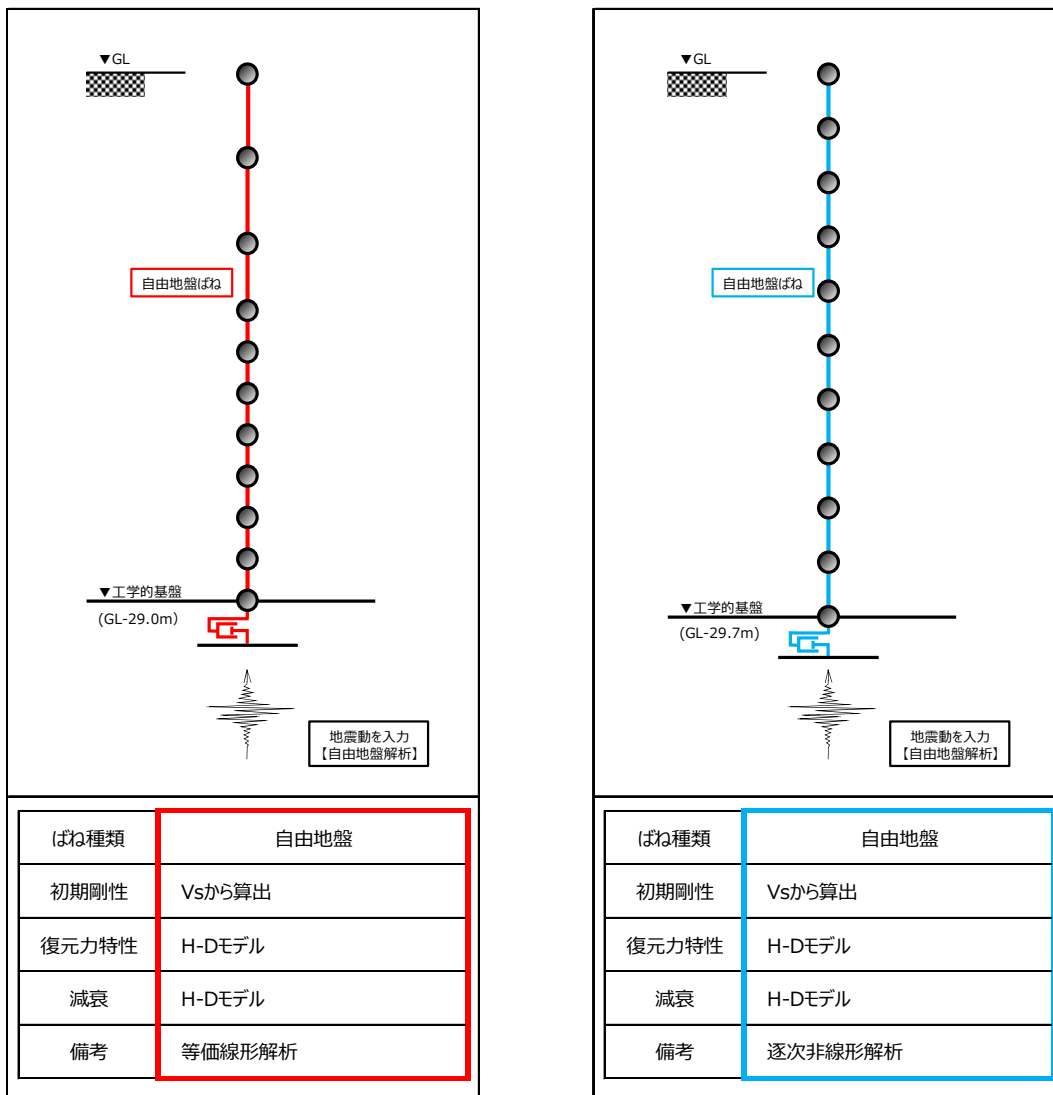 ▼GL
自由地盤ばね
▼工学的基盤
(GL-29.0m)
地震動を入力
【自由地盤解析】
ばね種類 自由地盤
初期剛性 Vsから算出
復元力特性 H-Dモデル
減衰 H-Dモデル
備考 等価線形解析
▼GL
自由地盤ばね
▼工学的基盤
(GL-29.7m)
地震動を入力
【自由地盤解析】
ばね種類 自由地盤
初期剛性 Vsから算出
復元力特性 H-Dモデル
減衰 H-Dモデル
備考 逐次非線形解析